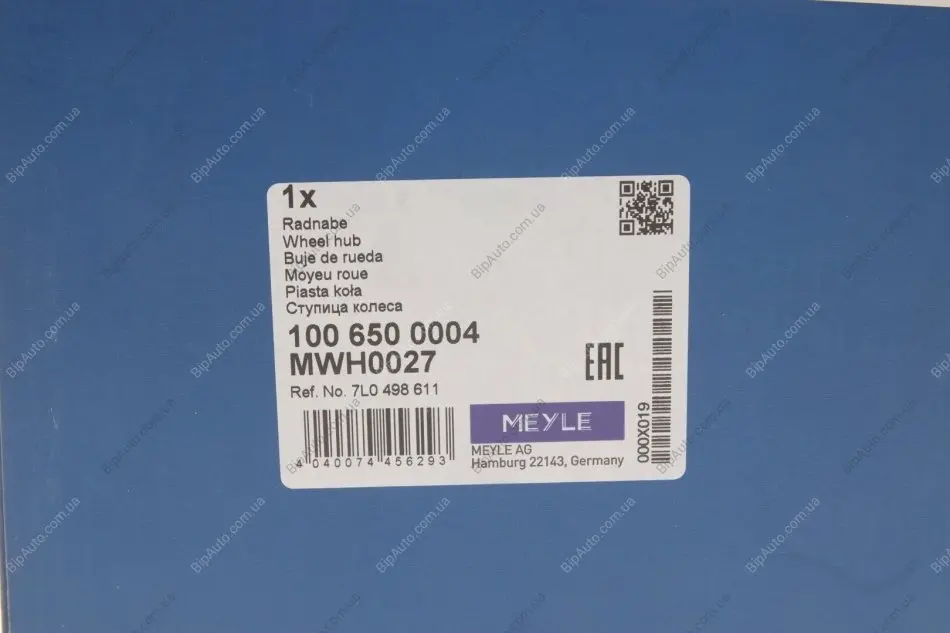 1x
Radnabe
Wheel hub
Buje de rueda
Moyeu roue
Piasta koła
Ступица колеса
100 650 0004
MWH0027
Ref. No. 7L0 498 611
4 040074 456293
EAC
MEYLE
MEYLE AG
Hamburg 22143, Germany
000X019
BipAuto.com.ua